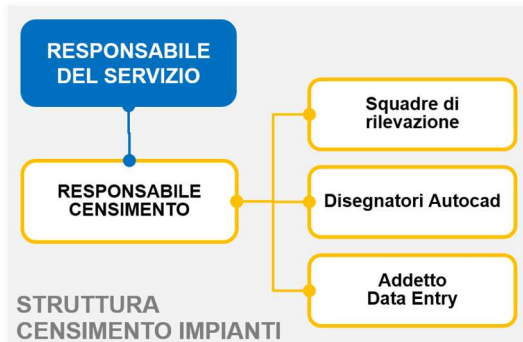 RESPONSABILE
DEL SERVIZIO
RESPONSABILE
CENSIMENTO
Squadre di
rilevazione
Disegnatori Autocad
Addetto
Data Entry
STRUTTURA
CENSIMENTO IMPIANTI